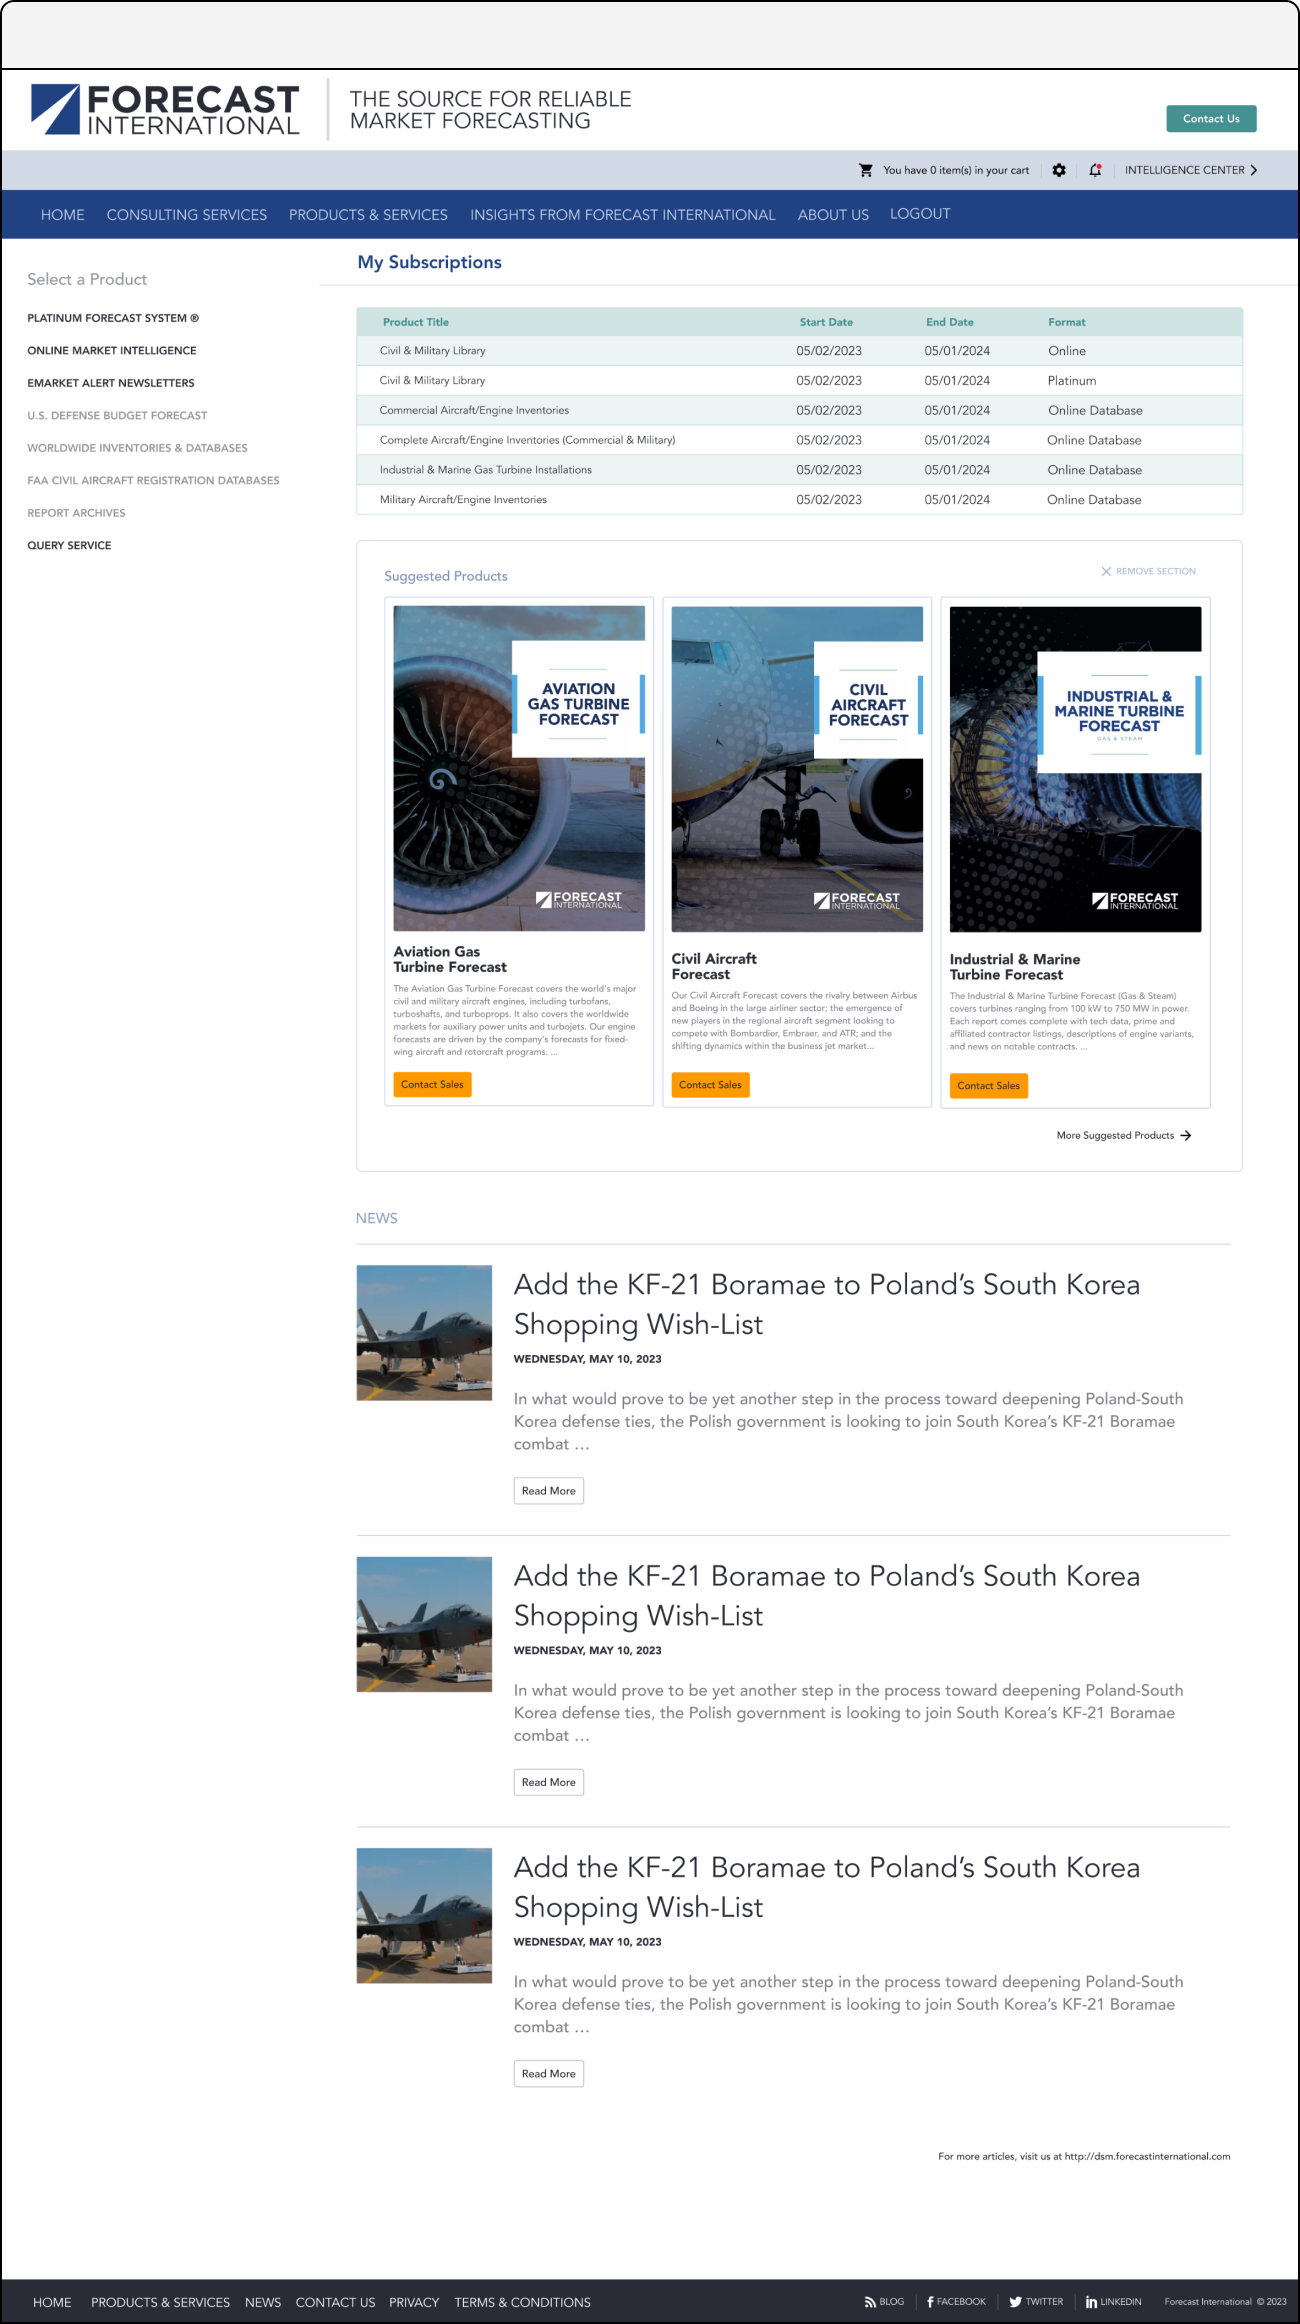 FORECAST
INTERNATIONAL
THE SOURCE FOR RELIABLE
MARKET FORECASTING
Contact Us
You have 0 item(s) in your cart
INTELLIGENCE CENTER
HOME CONSULTING SERVICES PRODUCTS & SERVICES INSIGHTS FROM FORECAST INTERNATIONAL ABOUT US LOGOUT
Select a Product
PLATINUM FORECAST SYSTEM ®
ONLINE MARKET INTELLIGENCE
EMARKET ALERT NEWSLETTERS
U.S. DEFENSE BUDGET FORECAST
WORLDWIDE INVENTORIES & DATABASES
FAA CIVIL AIRCRAFT REGISTRATION DATABASES
REPORT ARCHIVES
QUERY SERVICE
My Subscriptions
Product Title Start Date End Date Format
Civil & Military Library 05/02/2023 05/01/2024 Online
Civil & Military Library 05/02/2023 05/01/2024 Platinum
Commercial Aircraft/Engine Inventories 05/02/2023 05/01/2024 Online Database
Complete Aircraft/Engine Inventories (Commercial & Military) 05/02/2023 05/01/2024 Online Database
Industrial & Marine Gas Turbine Installations 05/02/2023 05/01/2024 Online Database
Military Aircraft/Engine Inventories 05/02/2023 05/01/2024 Online Database
Suggested Products
REMOVE SECTION
AVIATION
GAS TURBINE
FORECAST
FORECAST
INTERNATIONAL
Aviation Gas
Turbine Forecast
The Aviation Gas Turbine Forecast covers the world's major
civil and military aircraft engines, including turbofans,
turboshafts, and turboprops. It also covers the worldwide
markets for auxiliary power units and turbojets. Our engine
forecasts are driven by the company's forecasts for fixed-
wing aircraft and rotorcraft programs. ...
Contact Sales
CIVIL
AIRCRAFT
FORECAST
FORECAST
INTERNATIONAL
Civil Aircraft
Forecast
Our Civil Aircraft Forecast covers the rivalry between Airbus
and Boeing in the large airliner sector; the emergence of
new players in the regional aircraft segment looking to
compete with Bombardier, Embraer, and ATR; and the
shifting dynamics within the business jet market...
Contact Sales
INDUSTRIAL &
MARINE TURBINE
FORECAST
GAS & STEAM
FORECAST
INTERNATIONAL
Industrial & Marine
Turbine Forecast
The Industrial & Marine Turbine Forecast (Gas & Steam)
covers turbines ranging from 100 kW to 750 MW in power.
Each report comes complete with tech data, prime and
affiliated contractor listings, descriptions of engine variants,
and news on notable contracts. ...
Contact Sales
More Suggested Products
NEWS
Add the KF-21 Boramae to Poland’s South Korea
Shopping Wish-List
WEDNESDAY, MAY 10, 2023
In what would prove to be yet another step in the process toward deepening Poland-South
Korea defense ties, the Polish government is looking to join South Korea’s KF-21 Boramae
combat …
Read More
Add the KF-21 Boramae to Poland’s South Korea
Shopping Wish-List
WEDNESDAY, MAY 10, 2023
In what would prove to be yet another step in the process toward deepening Poland-South
Korea defense ties, the Polish government is looking to join South Korea’s KF-21 Boramae
combat …
Read More
Add the KF-21 Boramae to Poland’s South Korea
Shopping Wish-List
WEDNESDAY, MAY 10, 2023
In what would prove to be yet another step in the process toward deepening Poland-South
Korea defense ties, the Polish government is looking to join South Korea’s KF-21 Boramae
combat …
Read More
For more articles, visit us at http://dsm.forecastinternational.com
HOME PRODUCTS & SERVICES NEWS CONTACT US PRIVACY TERMS & CONDITIONS
BLOG FACEBOOK TWITTER LINKEDIN Forecast International © 2023